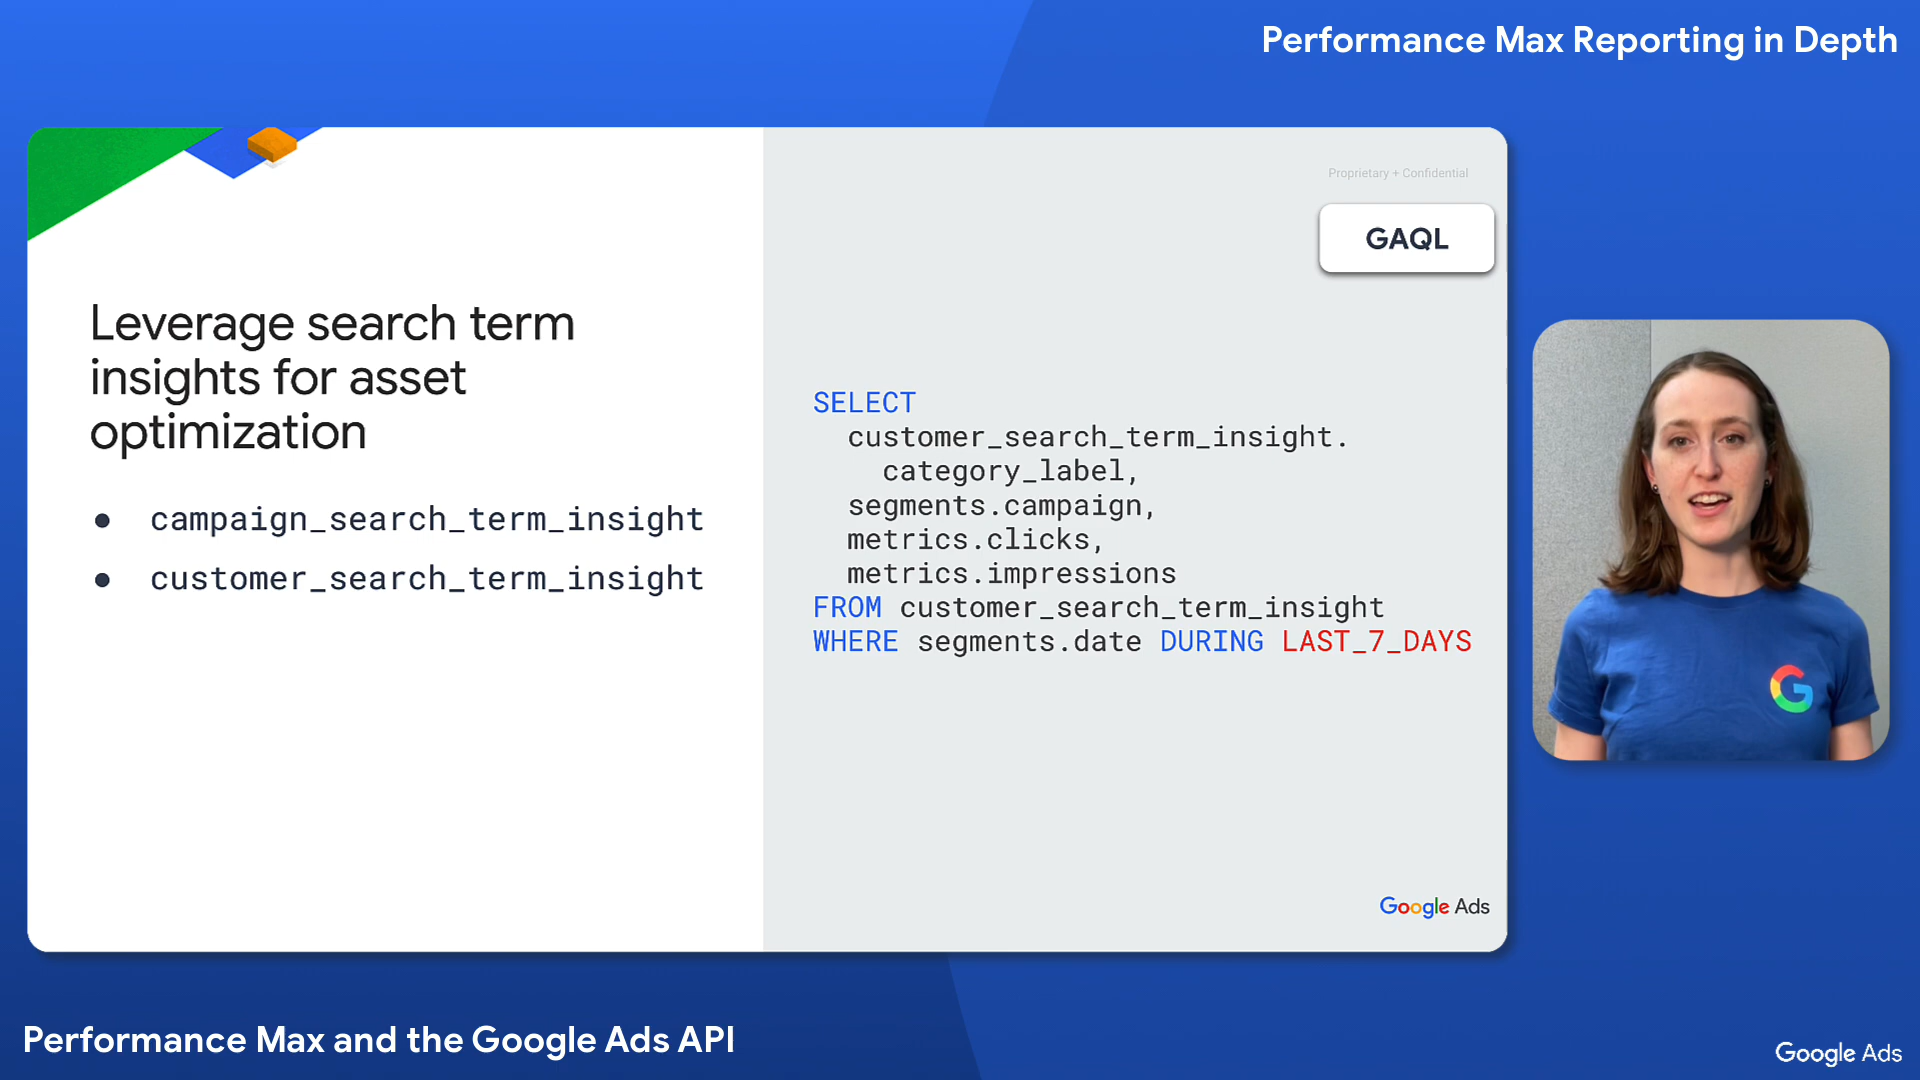 Performance Max Reporting in Depth
Proprietary + Confidential
GAQL
Leverage search term
insights for asset
optimization
● campaign_search_term_insight
● customer_search_term_insight
SELECT
customer_search_term_insight.
category_label,
segments.campaign,
metrics.clicks,
metrics.impressions
FROM customer_search_term_insight
WHERE segments.date DURING LAST_7_DAYS
Google Ads
G
Performance Max and the Google Ads API
Google Ads